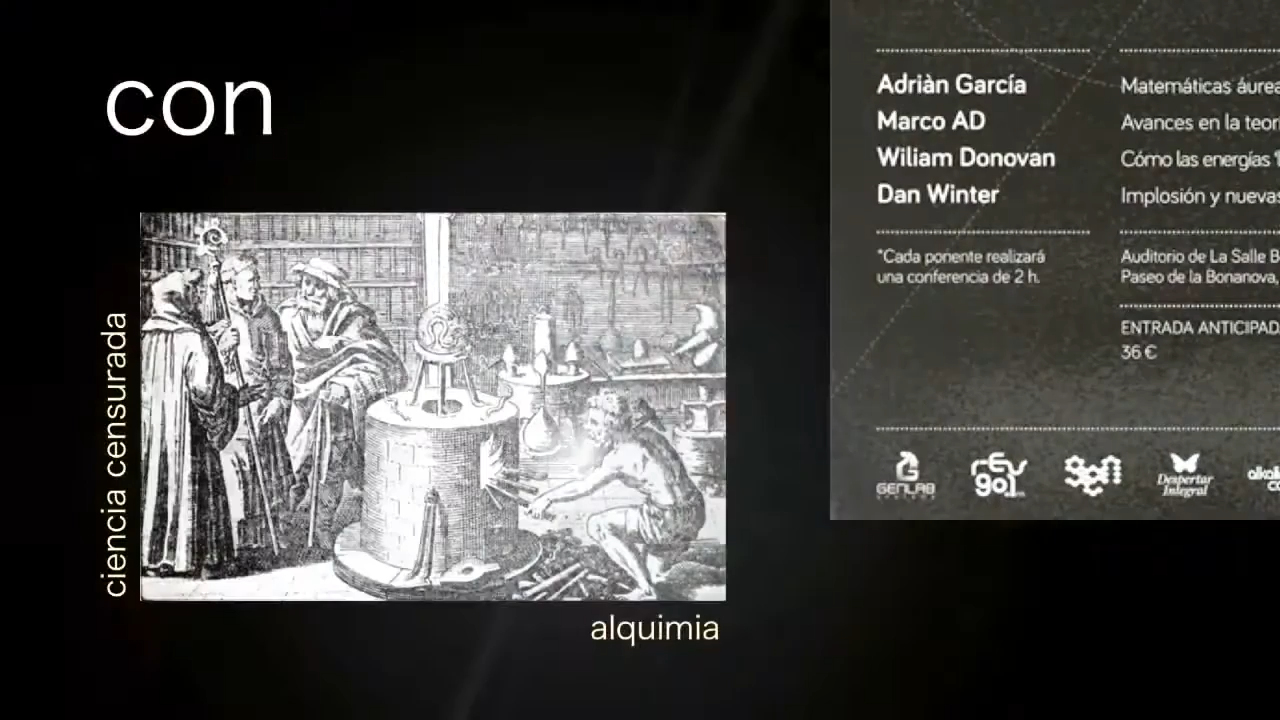 con
ciencia censurada
alquimia
Adriàn García
Marco AD
Wiliam Donovan
Dan Winter
*Cada ponente realizará
una conferencia de 2 h.
Matemáticas áurea
Avances en la teor
Cómo las energías
Implosión y nuevas
Auditorio de La Salle B
Paseo de la Bonanova,
ENTRADA ANTICIPAD
36 €
GENLAB
Despertar
Integral